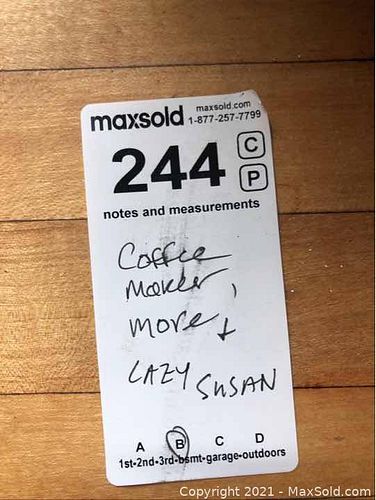 maxsold maxsold.com
1-877-257-7799
244 C
P
notes and measurements
Coffee
Maker,
more +
LAZY SUSAN
A B C D
1st-2nd-3rd-bsmt-garage-outdoors
Copyright 2021 - MaxSold.com